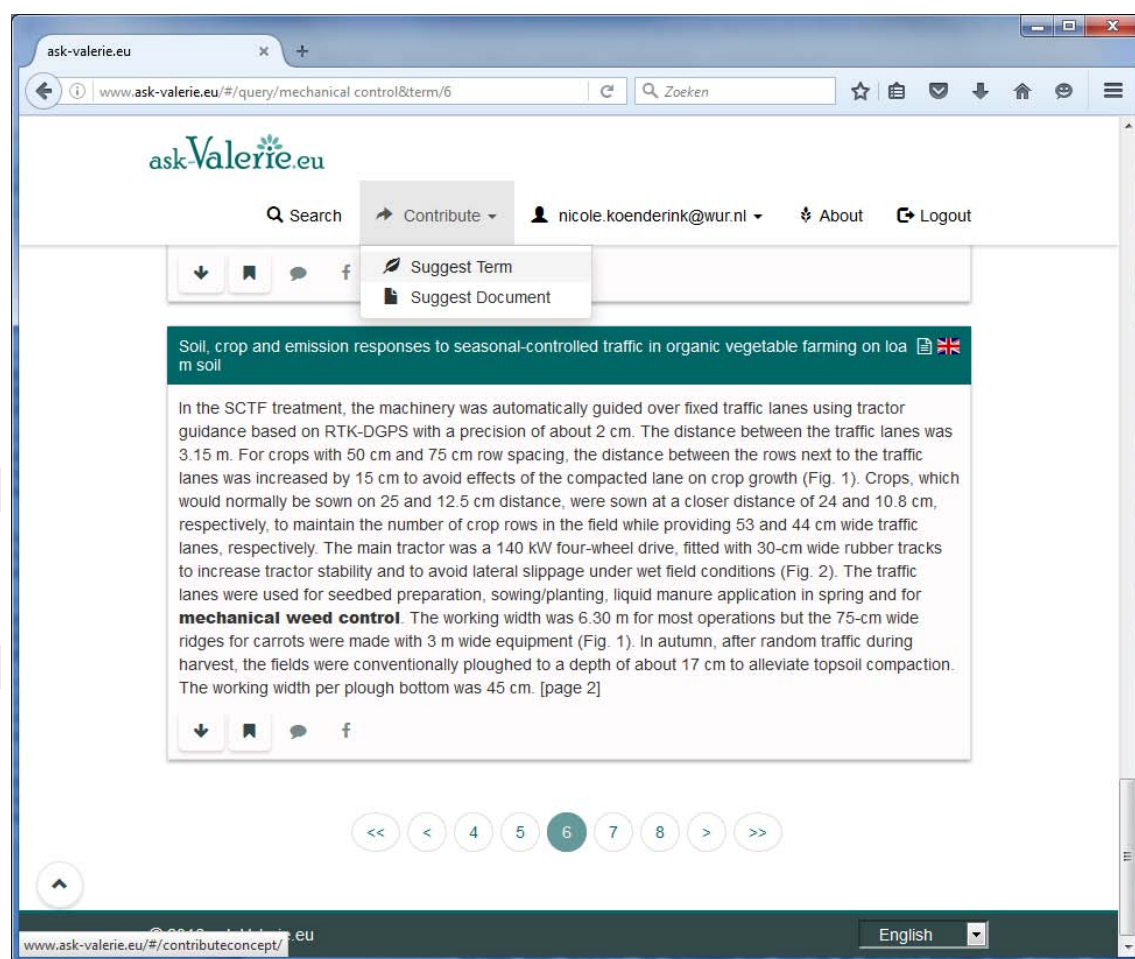 ask-valerie.eu
www.ask-valerie.eu/#/query/mechanical control&term/6
Zoeken
ask-Valerie.eu
Search
Contribute
nicole.koenderink@wur.nl
About
Logout
Suggest Term
Suggest Document
Soil, crop and emission responses to seasonal-controlled traffic in organic vegetable farming on loa
m soil
In the SCTF treatment, the machinery was automatically guided over fixed traffic lanes using tractor
guidance based on RTK-DGPS with a precision of about 2 cm. The distance between the traffic lanes was
3.15 m. For crops with 50 cm and 75 cm row spacing, the distance between the rows next to the traffic
lanes was increased by 15 cm to avoid effects of the compacted lane on crop growth (Fig. 1). Crops, which
would normally be sown on 25 and 12.5 cm distance, were sown at a closer distance of 24 and 10.8 cm,
respectively, to maintain the number of crop rows in the field while providing 53 and 44 cm wide traffic
lanes, respectively. The main tractor was a 140 kW four-wheel drive, fitted with 30-cm wide rubber tracks
to increase tractor stability and to avoid lateral slippage under wet field conditions (Fig. 2). The traffic
lanes were used for seedbed preparation, sowing/planting, liquid manure application in spring and for
mechanical weed control. The working width was 6.30 m for most operations but the 75-cm wide
ridges for carrots were made with 3 m wide equipment (Fig. 1). In autumn, after random traffic during
harvest, the fields were conventionally ploughed to a depth of about 17 cm to alleviate topsoil compaction.
The working width per plough bottom was 45 cm. [page 2]
<< < 4 5 6 7 8 > >>
.eu
English
www.ask-valerie.eu/#/contributeconcept/